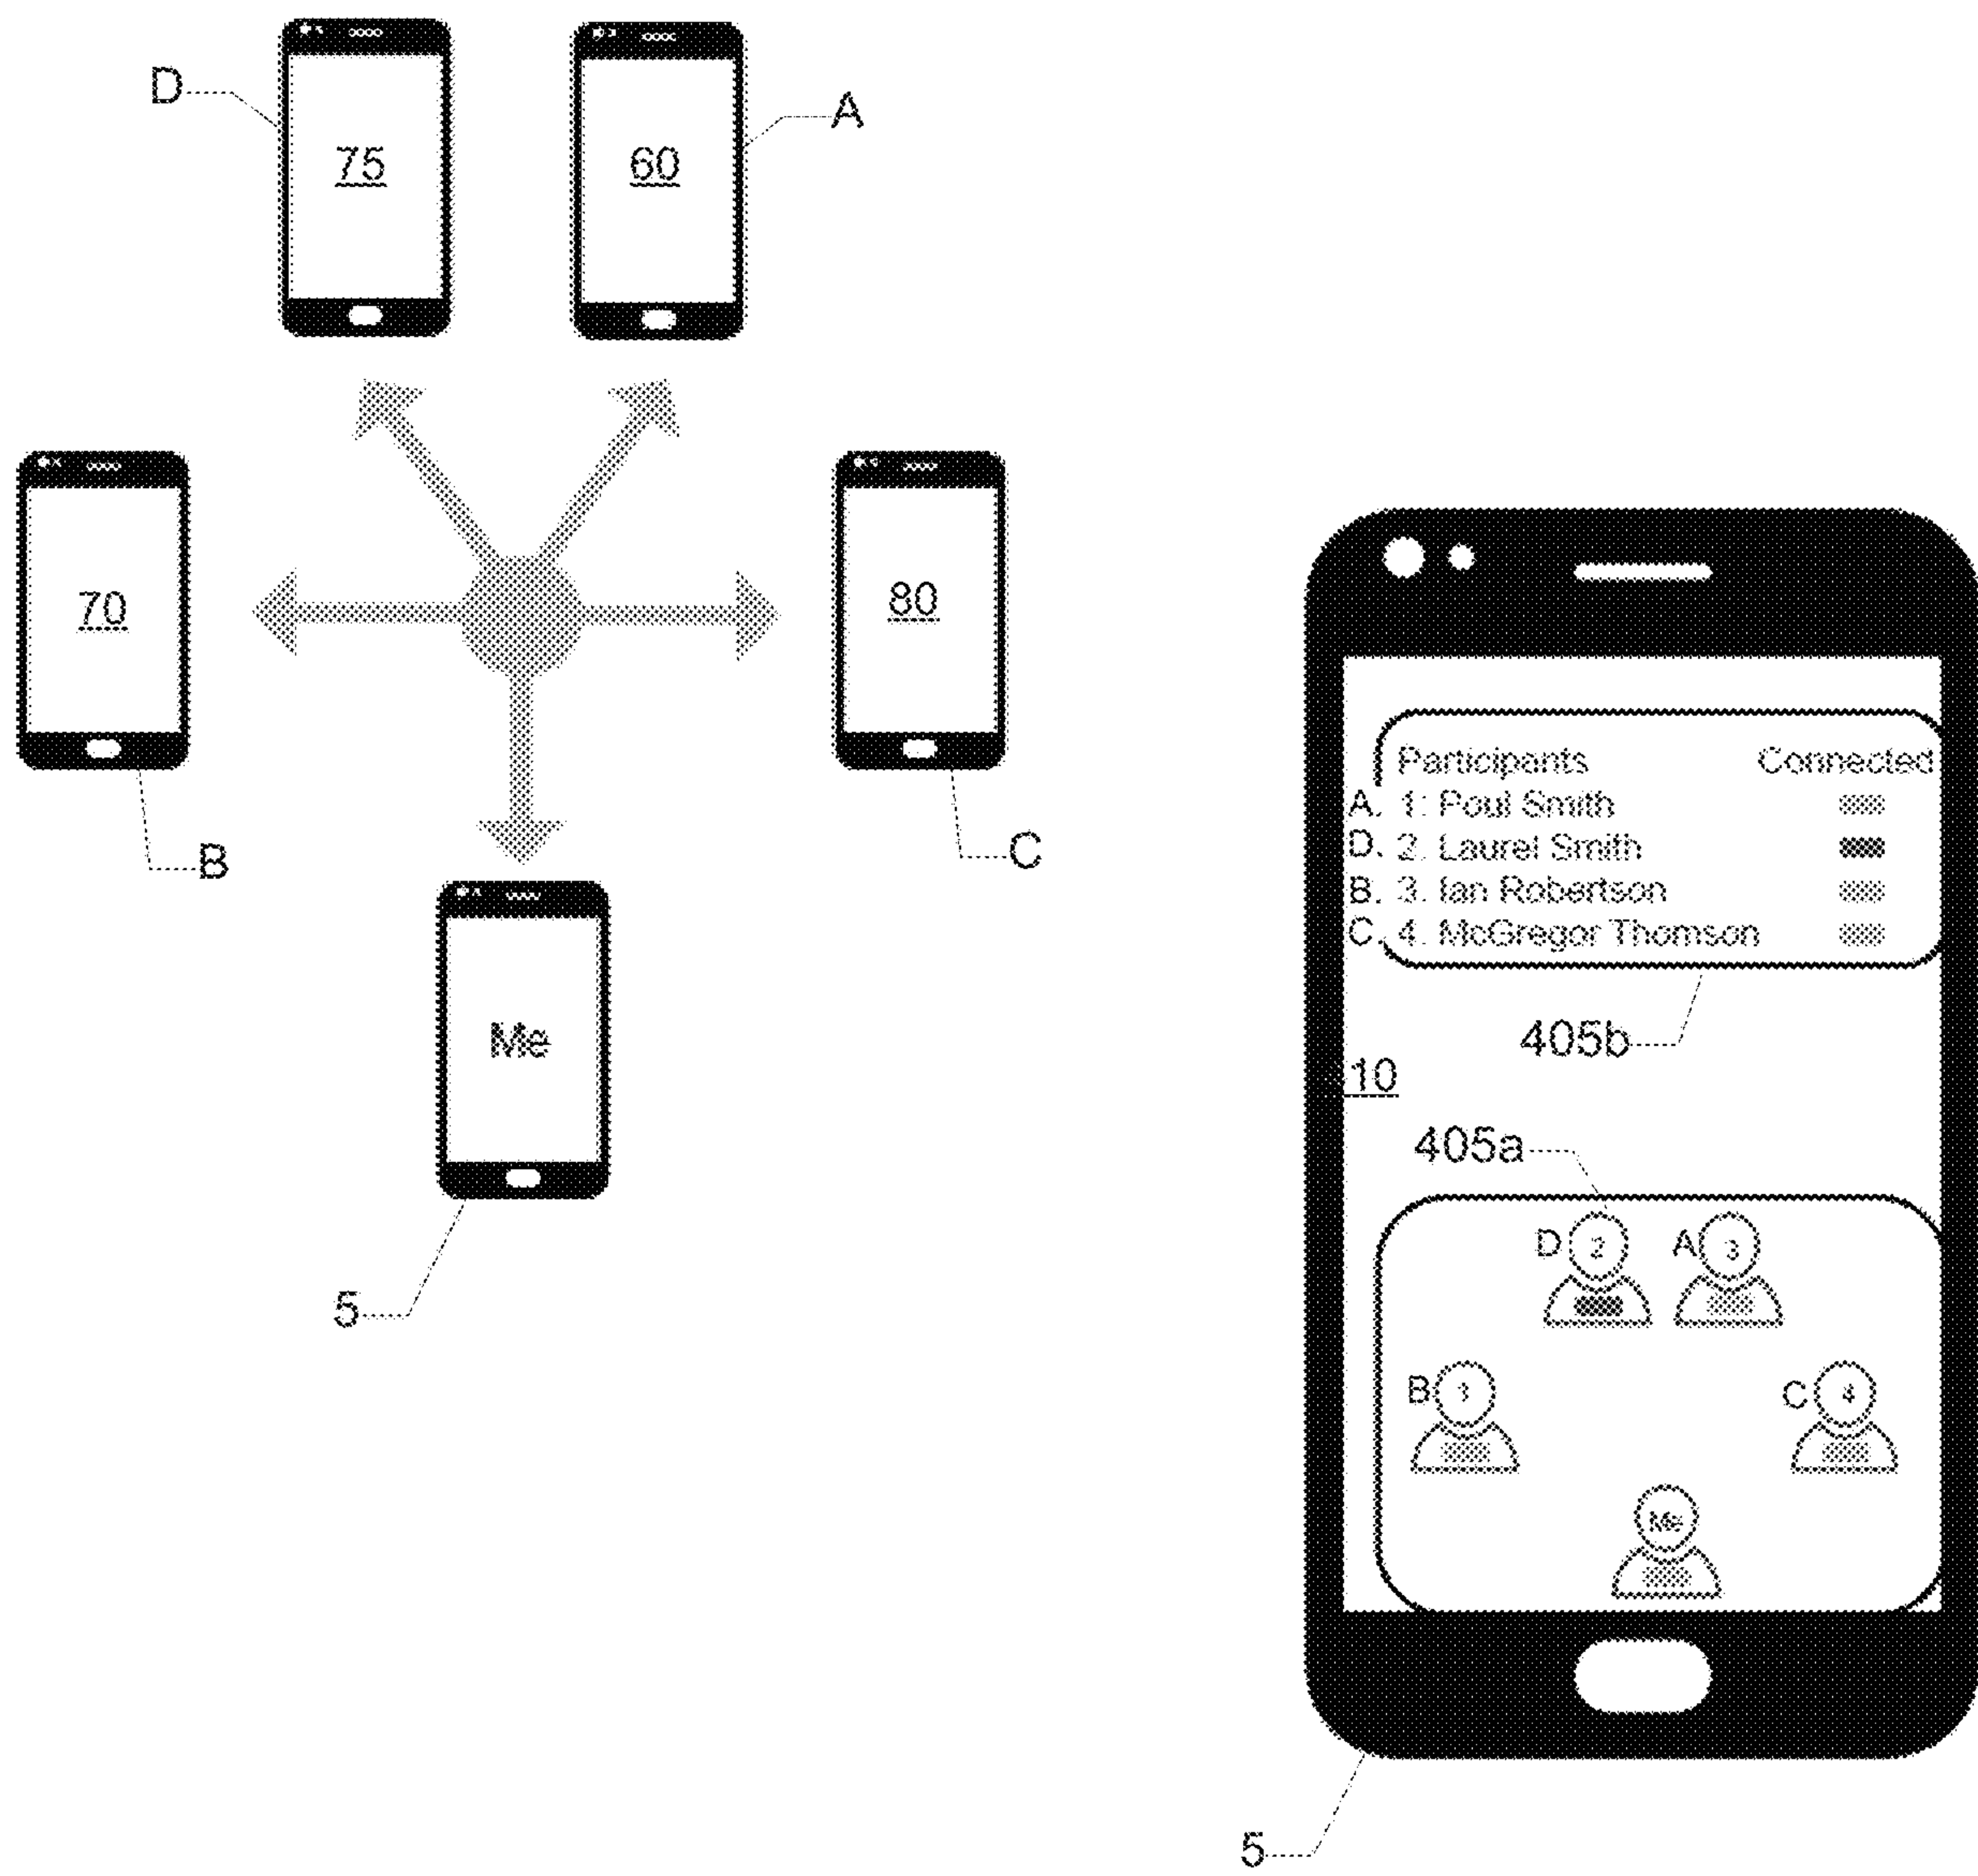 D
75
60
A
70
80
B
C
Me
5
Participants Connected
A. 1. Poul Smith
D. 2. Laurel Smith
B. 3. Ian Robertson
C. 4. McGregor Thomson
405b
10
405a
D 2 A 3
B
C 4
Me
5